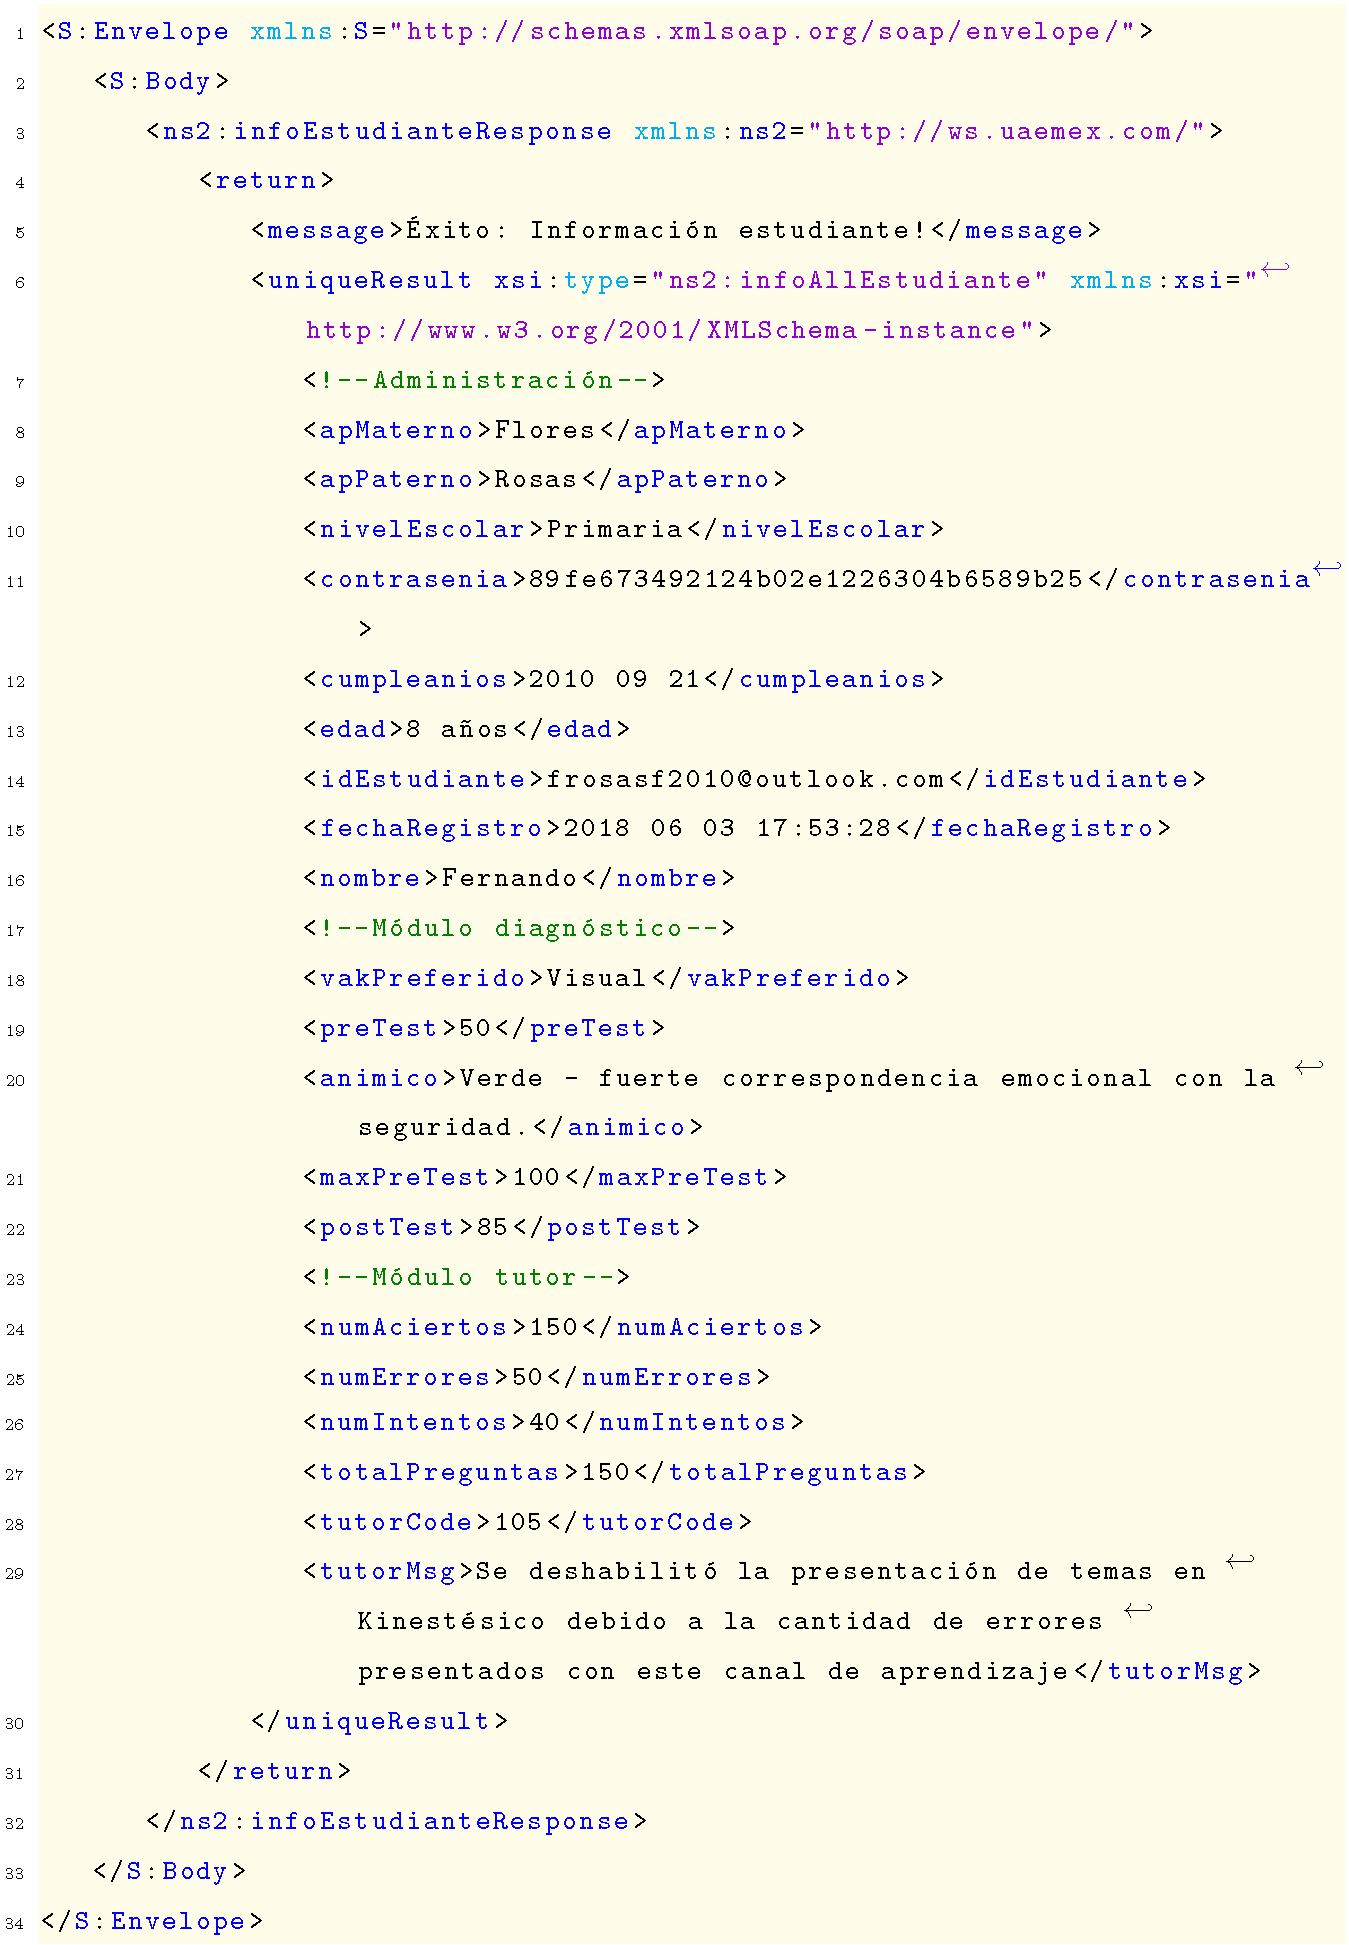 1 <S:Envelope xmlns:S="http://schemas.xmlsoap.org/soap/envelope/">
2 <S:Body>
3 <ns2:infoEstudianteResponse xmlns:ns2="http://ws.uaemex.com/">
4 <return>
5 <message>Éxito: Información estudiante!</message>
6 <uniqueResult xsi:type="ns2:infoAllEstudiante" xmlns:xsi="↩
http://www.w3.org/2001/XMLSchema-instance">
7 <!--Administración-->
8 <apMaterno>Flores</apMaterno>
9 <apPaterno>Rosas</apPaterno>
10 <nivelEscolar>Primaria</nivelEscolar>
11 <contrasenia>89fe673492124b02e1226304b6589b25</contrasenia↩
>
12 <cumpleanios>2010 09 21</cumpleanios>
13 <edad>8 años</edad>
14 <idEstudiante>frosasf2010@outlook.com</idEstudiante>
15 <fechaRegistro>2018 06 03 17:53:28</fechaRegistro>
16 <nombre>Fernando</nombre>
17 <!--Módulo diagnóstico-->
18 <vakPreferido>Visual</vakPreferido>
19 <preTest>50</preTest>
20 <animico>Verde - fuerte correspondencia emocional con la ↩
seguridad.</animico>
21 <maxPreTest>100</maxPreTest>
22 <postTest>85</postTest>
23 <!--Módulo tutor-->
24 <numAciertos>150</numAciertos>
25 <numErrores>50</numErrores>
26 <numIntentos>40</numIntentos>
27 <totalPreguntas>150</totalPreguntas>
28 <tutorCode>105</tutorCode>
29 <tutorMsg>Se deshabilitó la presentación de temas en ↩
Kinestésico debido a la cantidad de errores ↩
presentados con este canal de aprendizaje</tutorMsg>
30 </uniqueResult>
31 </return>
32 </ns2:infoEstudianteResponse>
33 </S:Body>
34 </S:Envelope>